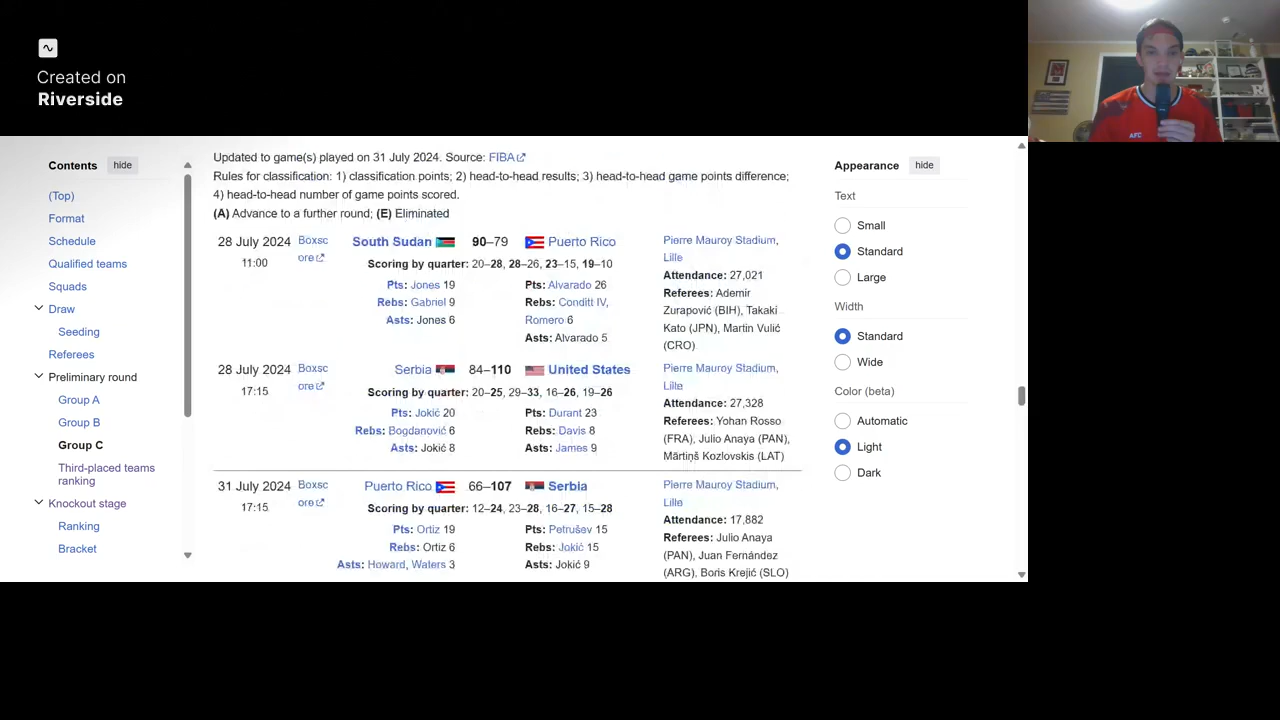 Created on
Riverside
AFC
Contents hide
(Top)
Format
Schedule
Qualified teams
Squads
Draw
Seeding
Referees
Preliminary round
Group A
Group B
Group C
Third-placed teams
ranking
Knockout stage
Ranking
Bracket
Updated to game(s) played on 31 July 2024. Source: FIBA
Rules for classification: 1) classification points; 2) head-to-head results; 3) head-to-head game points difference;
4) head-to-head number of game points scored.
(A) Advance to a further round; (E) Eliminated
28 July 2024
11:00
Boxsc
ore
South Sudan 90–79 Puerto Rico
Scoring by quarter: 20–28, 28–26, 23–15, 19–10
Pts: Jones 19
Rebs: Gabriel 9
Asts: Jones 6
Pts: Alvarado 26
Rebs: Conditt IV,
Romero 6
Asts: Alvarado 5
Pierre Mauroy Stadium,
Lille
Attendance: 27,021
Referees: Ademir
Zurapović (BIH), Takaki
Kato (JPN), Martin Vulić
(CRO)
28 July 2024
17:15
Boxsc
ore
Serbia 84–110 United States
Scoring by quarter: 20–25, 29–33, 16–26, 19–26
Pts: Jokić 20
Rebs: Bogdanović 6
Asts: Jokić 8
Pts: Durant 23
Rebs: Davis 8
Asts: James 9
Pierre Mauroy Stadium,
Lille
Attendance: 27,328
Referees: Yohan Rosso
(FRA), Julio Anaya (PAN),
Mārtiņš Kozlovskis (LAT)
31 July 2024
17:15
Boxsc
ore
Puerto Rico 66–107 Serbia
Scoring by quarter: 12–24, 23–28, 16–27, 15–28
Pts: Ortiz 19
Rebs: Ortiz 6
Asts: Howard, Waters 3
Pts: Petrušev 15
Rebs: Jokić 15
Asts: Jokić 9
Pierre Mauroy Stadium,
Lille
Attendance: 17,882
Referees: Julio Anaya
(PAN), Juan Fernández
(ARG), Boris Krejić (SLO)
Appearance hide
Text
Small
Standard
Large
Width
Standard
Wide
Color (beta)
Automatic
Light
Dark